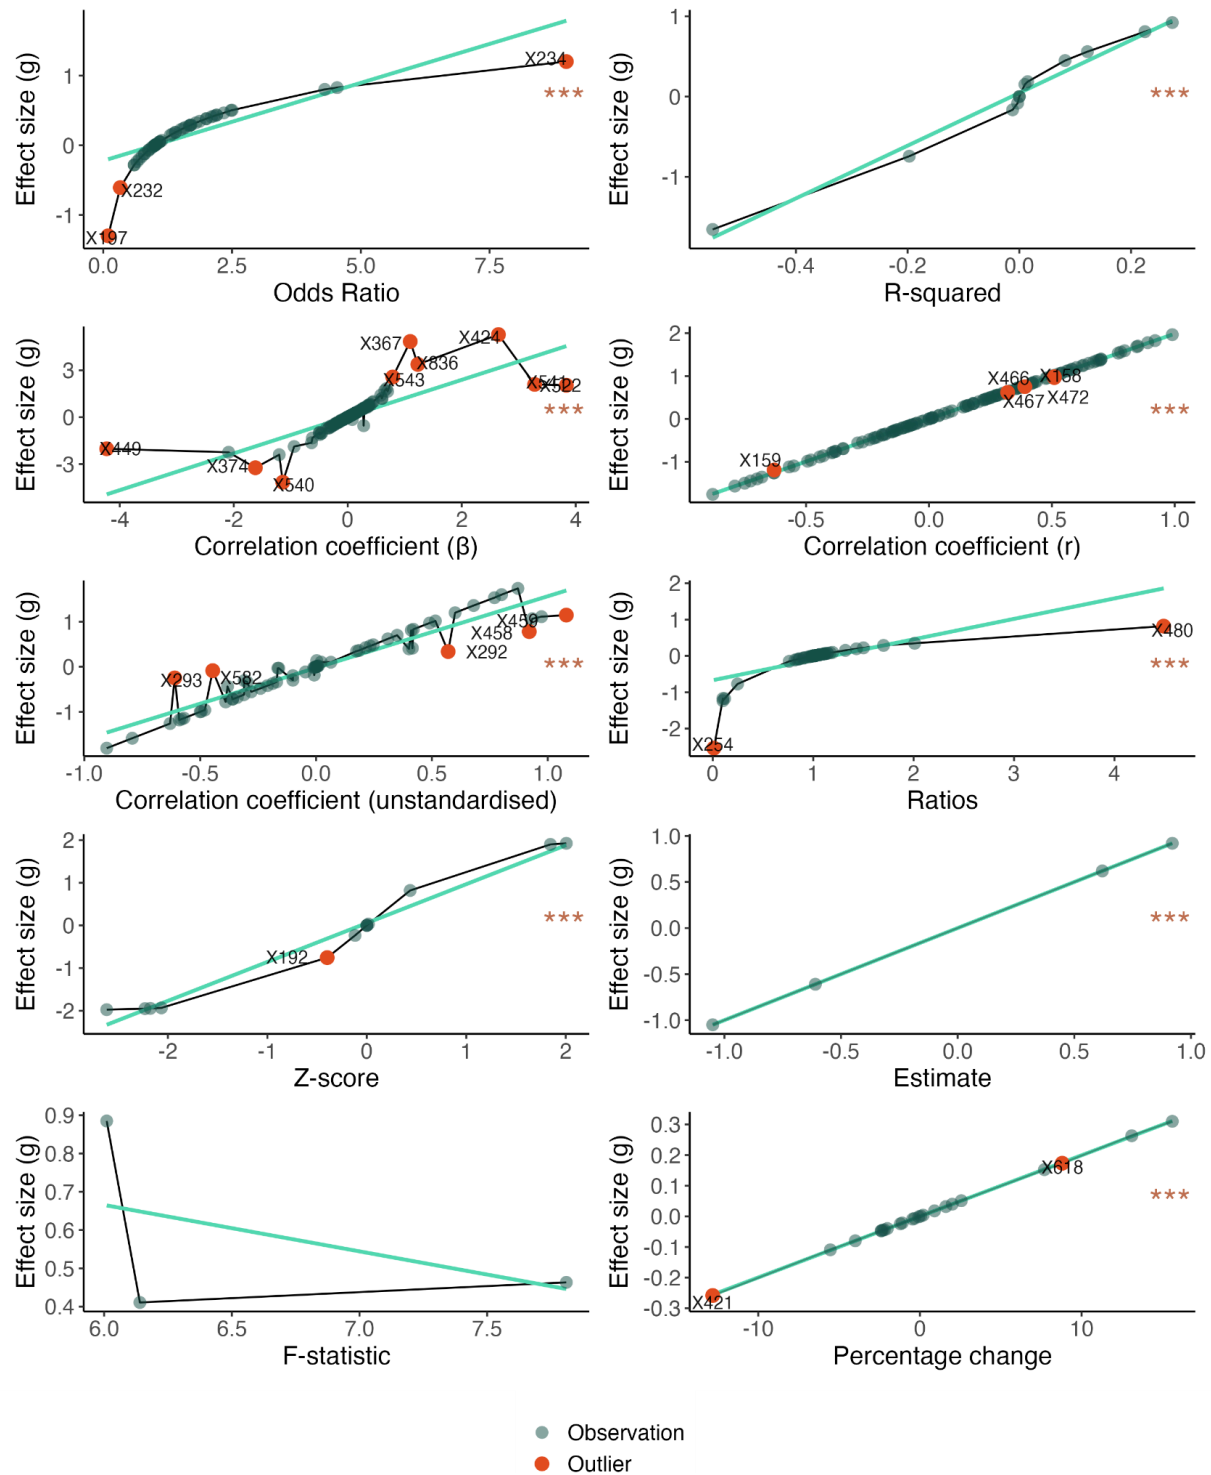 Effect size (g)
1
0
-1
X234
X232
X197
***
0.0 2.5 5.0 7.5
Odds Ratio
Effect size (g)
1
0
-1
***
-0.4 -0.2 0.0 0.2
R-squared
Effect size (g)
3
0
-3
X367
X424
X836
X543
X541
X522
X449
X374
X540
***
-4 -2 0 2 4
Correlation coefficient (β)
Effect size (g)
2
1
0
-1
X466
X158
X467
X472
X159
***
-0.5 0.0 0.5 1.0
Correlation coefficient (r)
Effect size (g)
1
0
-1
X459
X458
X292
X293
X582
***
-1.0 -0.5 0.0 0.5 1.0
Correlation coefficient (unstandardised)
Effect size (g)
2
1
0
-1
-2
X480
X254
***
0 1 2 3 4
Ratios
Effect size (g)
2
1
0
-1
-2
X192
***
-2 -1 0 1 2
Z-score
Effect size (g)
1.0
0.5
0.0
-0.5
-1.0
***
-1.0 -0.5 0.0 0.5 1.0
Estimate
Effect size (g)
0.9
0.8
0.7
0.6
0.5
0.4
6.0 6.5 7.0 7.5
F-statistic
Effect size (g)
0.3
0.2
0.1
0.0
-0.1
-0.2
-0.3
X618
X421
***
-10 0 10
Percentage change
Observation
Outlier